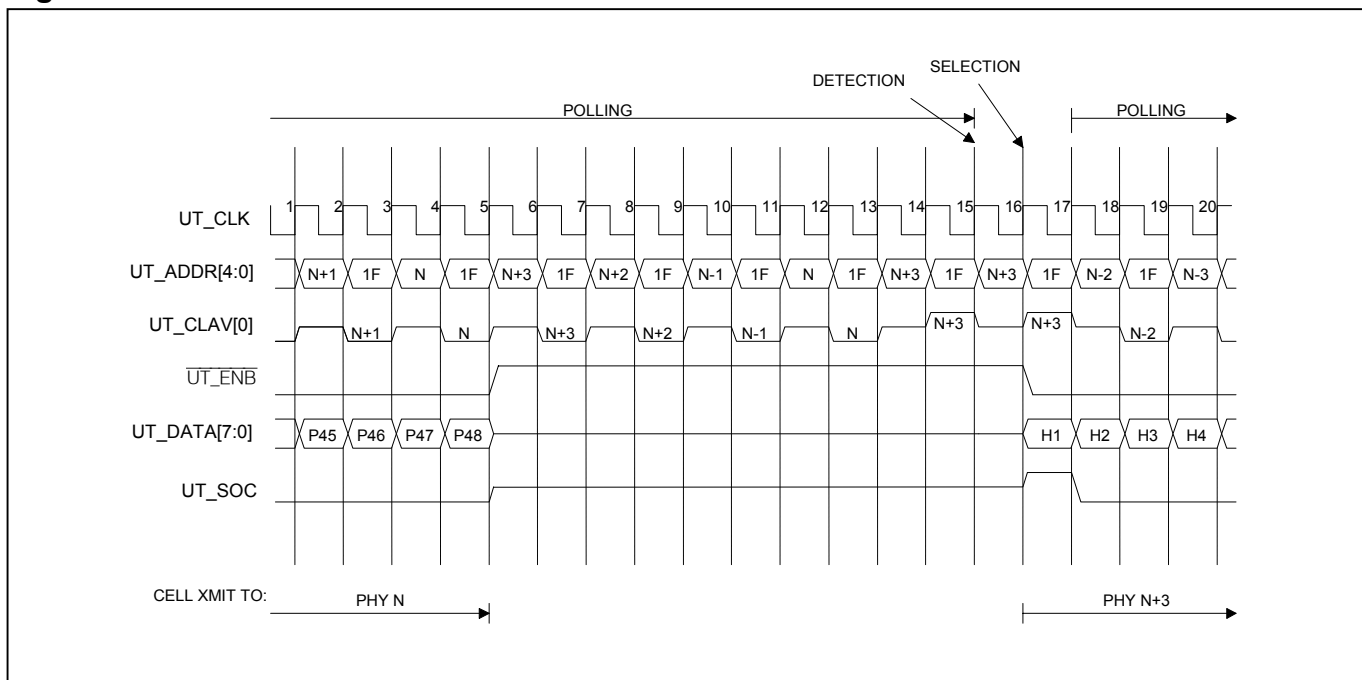 SELECTION
DETECTION
POLLING POLLING
UT_CLK 1 2 3 4 5 6 7 8 9 10 11 12 13 14 15 16 17 18 19 20
UT_ADDR[4:0] N+1 1F N 1F N+3 1F N+2 1F N-1 1F N 1F N+3 1F N+3 1F N-2 1F N-3
UT_CLAV[0] N+1 N N+3 N+2 N-1 N N+3 N+3 N-2
UT_ENB
UT_DATA[7:0] P45 P46 P47 P48 H1 H2 H3 H4
UT_SOC
CELL XMIT TO: PHY N PHY N+3